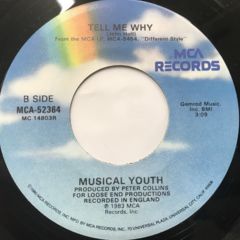 TELL ME WHY
(John Holt)
From the MCA LP, MCA-5454, "Different Style"
MCA RECORDS
B SIDE
MCA-52364
MC 14803R
Gemrod Music, Inc. BMI
3:09
MUSICAL YOUTH
PRODUCED BY PETER COLLINS
FOR LOOSE END PRODUCTIONS
RECORDED IN ENGLAND
℗ 1983 MCA
Records, Inc